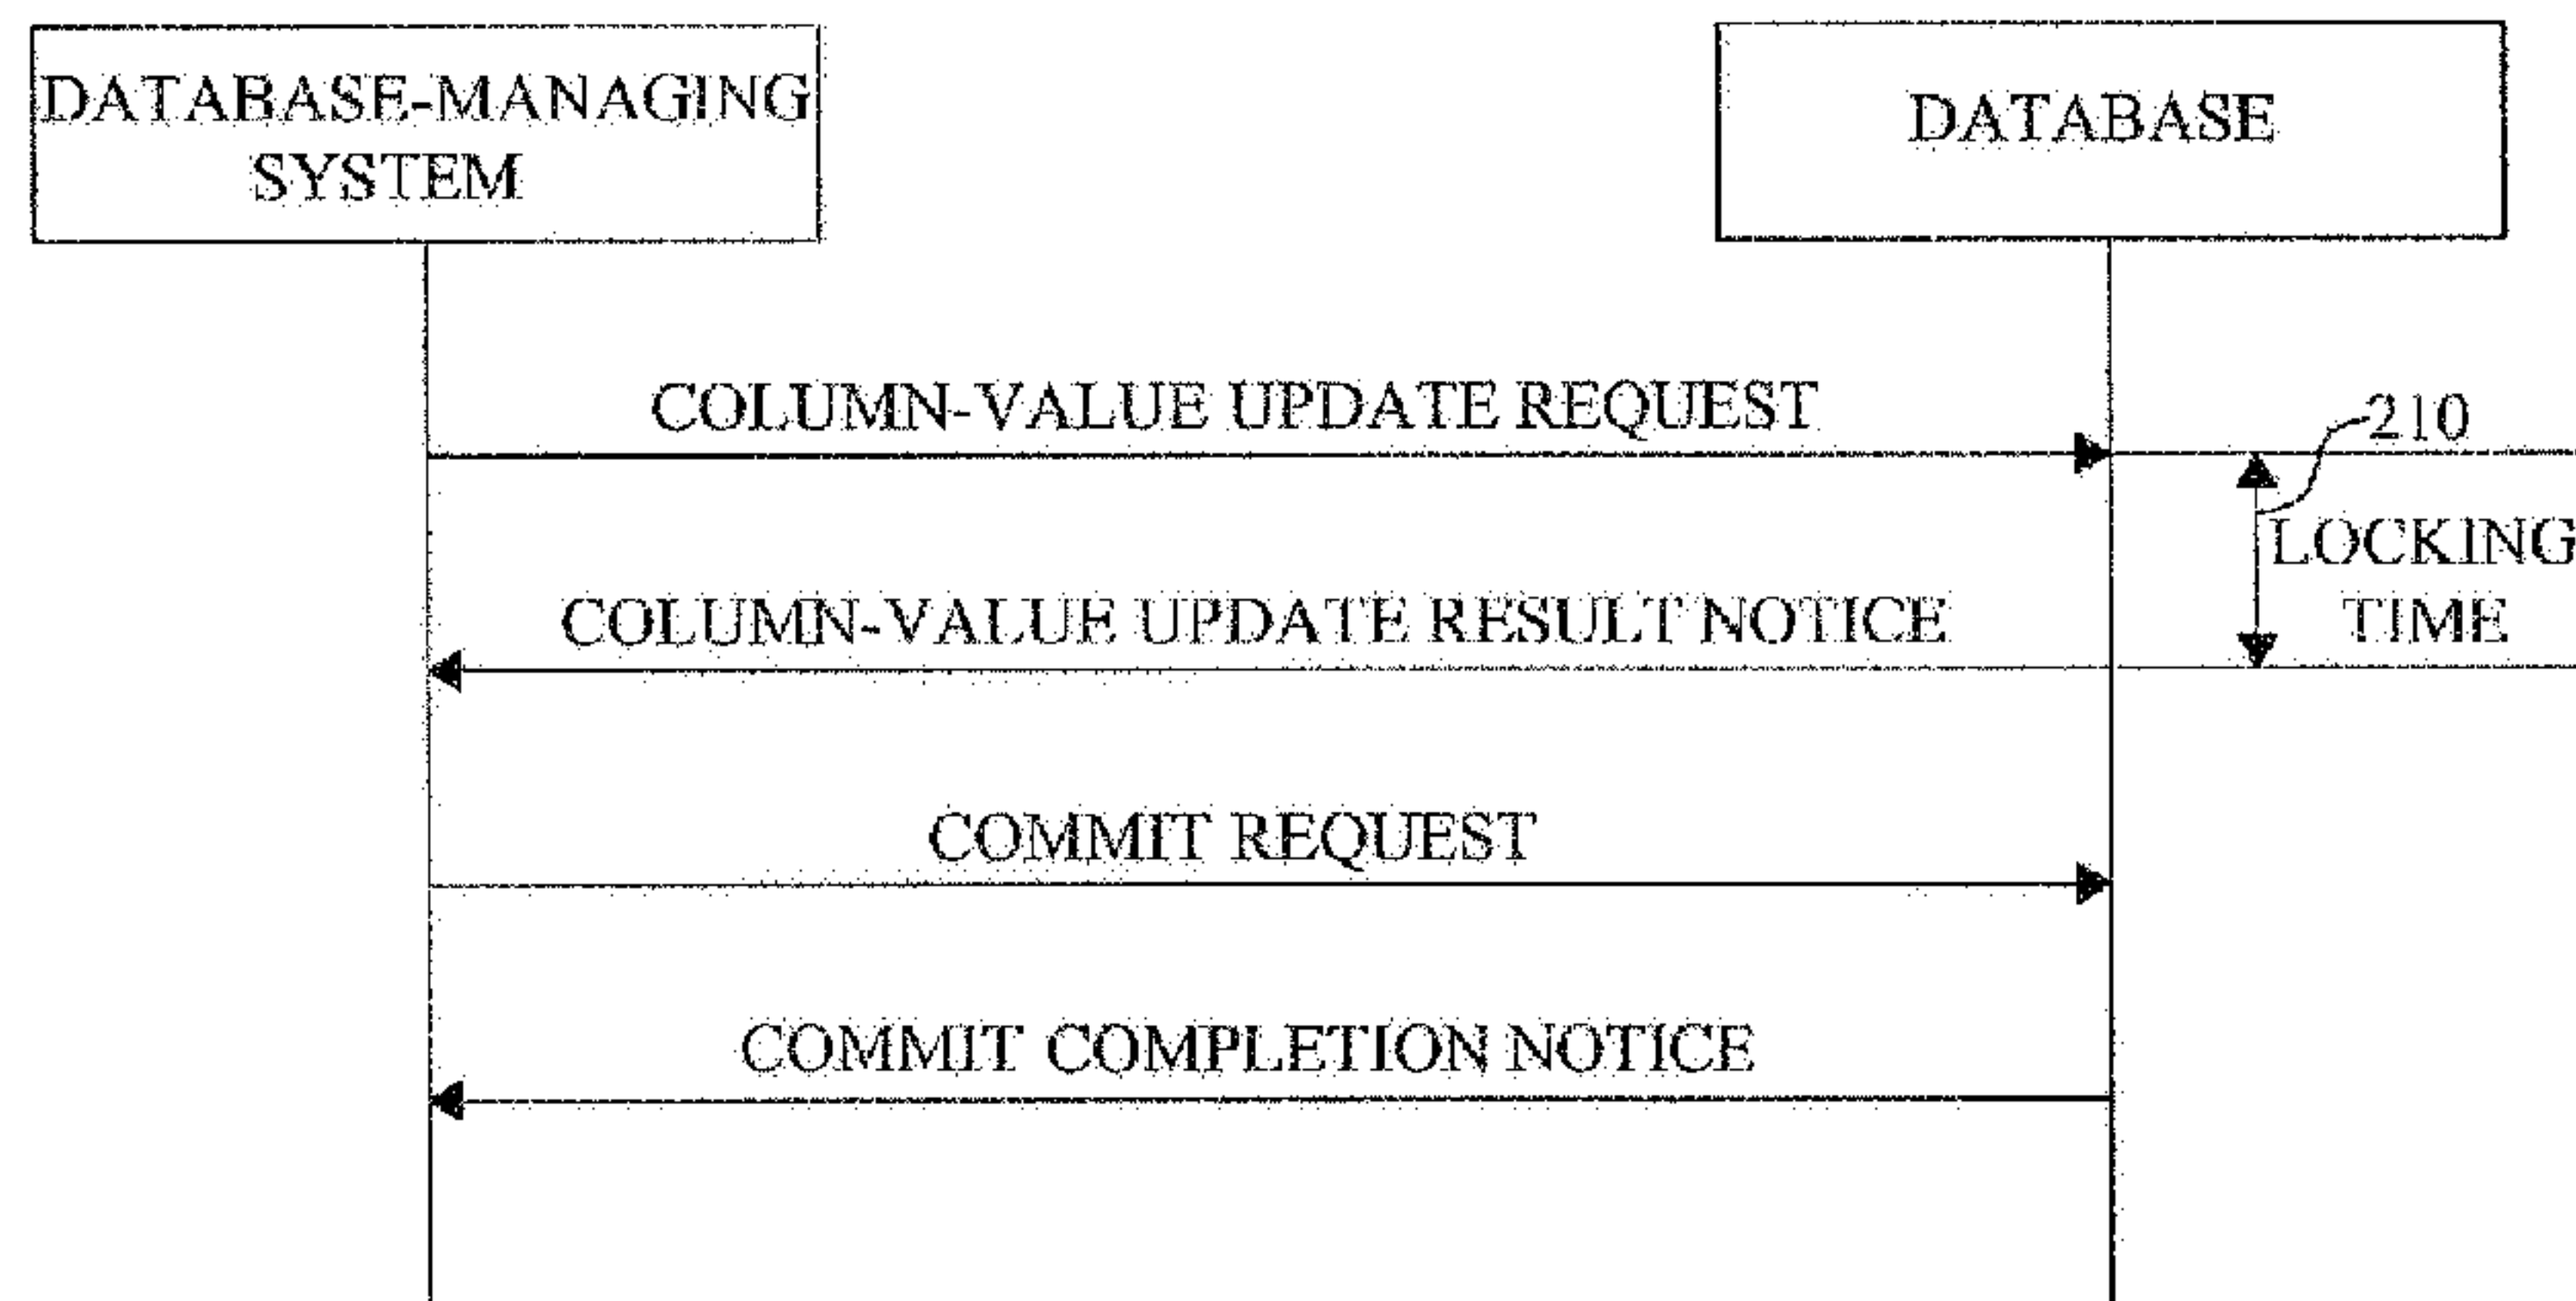 DATABASE-MANAGING
SYSTEM
DATABASE
COLUMN-VALUE UPDATE REQUEST
210
LOCKING
TIME
COLUMN-VALUE UPDATE RESULT NOTICE
COMMIT REQUEST
COMMIT COMPLETION NOTICE